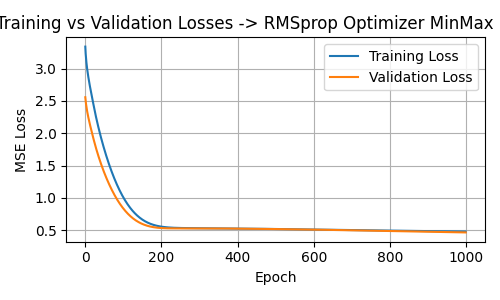 Training vs Validation Losses -> RMSprop Optimizer MinMax
Training Loss
Validation Loss
3.0
2.5
2.0
1.5
1.0
0.5
MSE Loss
0 200 400 600 800 1000
Epoch